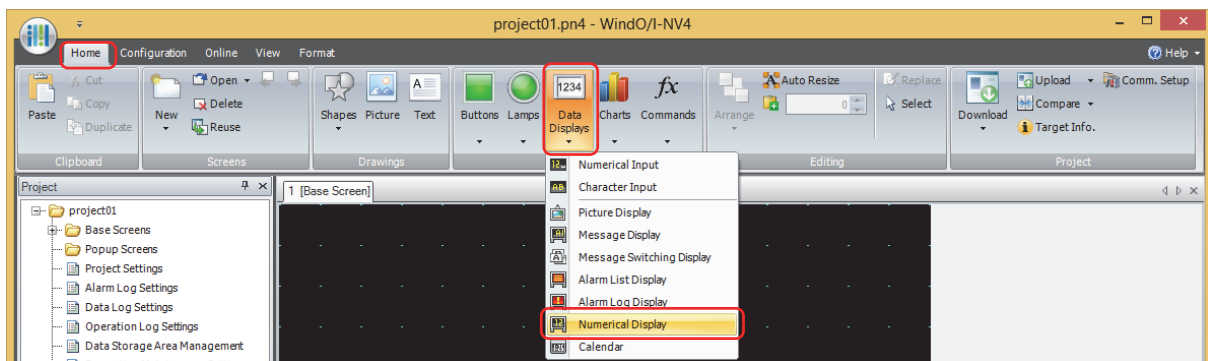 project01.pn4 - WindO/I-NV4
Home Configuration Online View Format Help
Cut Open Auto Resize Replace Upload Comm. Setup
Copy Delete 0 Select Compare
Paste Duplicate New Reuse Shapes Picture Text Buttons Lamps Data Displays Charts fx Commands Arrange Download Target Info.
1234
Clipboard Screens Drawings Editing Project
Numerical Input
Character Input
Picture Display
Message Display
Message Switching Display
Alarm List Display
Alarm Log Display
Numerical Display
Calendar
Project
1 [Base Screen]
project01
Base Screens
Popup Screens
Project Settings
Alarm Log Settings
Data Log Settings
Operation Log Settings
Data Storage Area Management